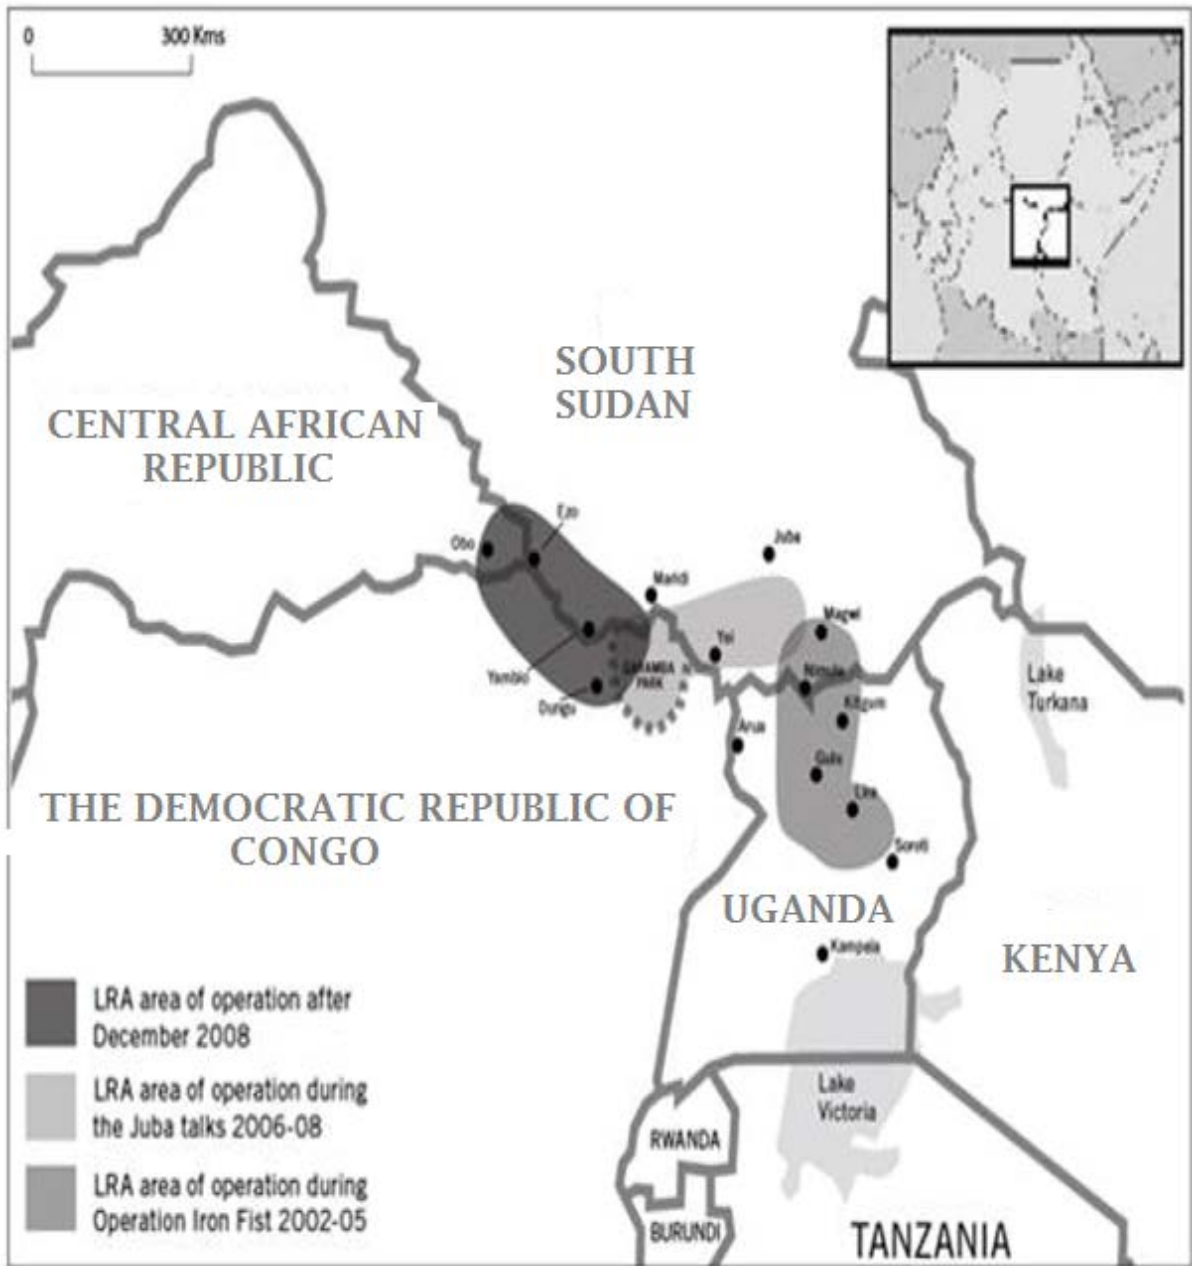 0 300 Kms
SOUTH
SUDAN
CENTRAL AFRICAN
REPUBLIC
Ezo
Obo
Juba
Maridi
Magwi
Yei
Nimule
GARAMBA
PARK
Yambio
Dungu
Kitgum
Arua
Gulu
Lira
Soroti
Lake
Turkana
THE DEMOCRATIC REPUBLIC OF
CONGO
UGANDA
Kampala
KENYA
LRA area of operation after
December 2008
LRA area of operation during
the Juba talks 2006-08
LRA area of operation during
Operation Iron Fist 2002-05
Lake
Victoria
RWANDA
BURUNDI
TANZANIA